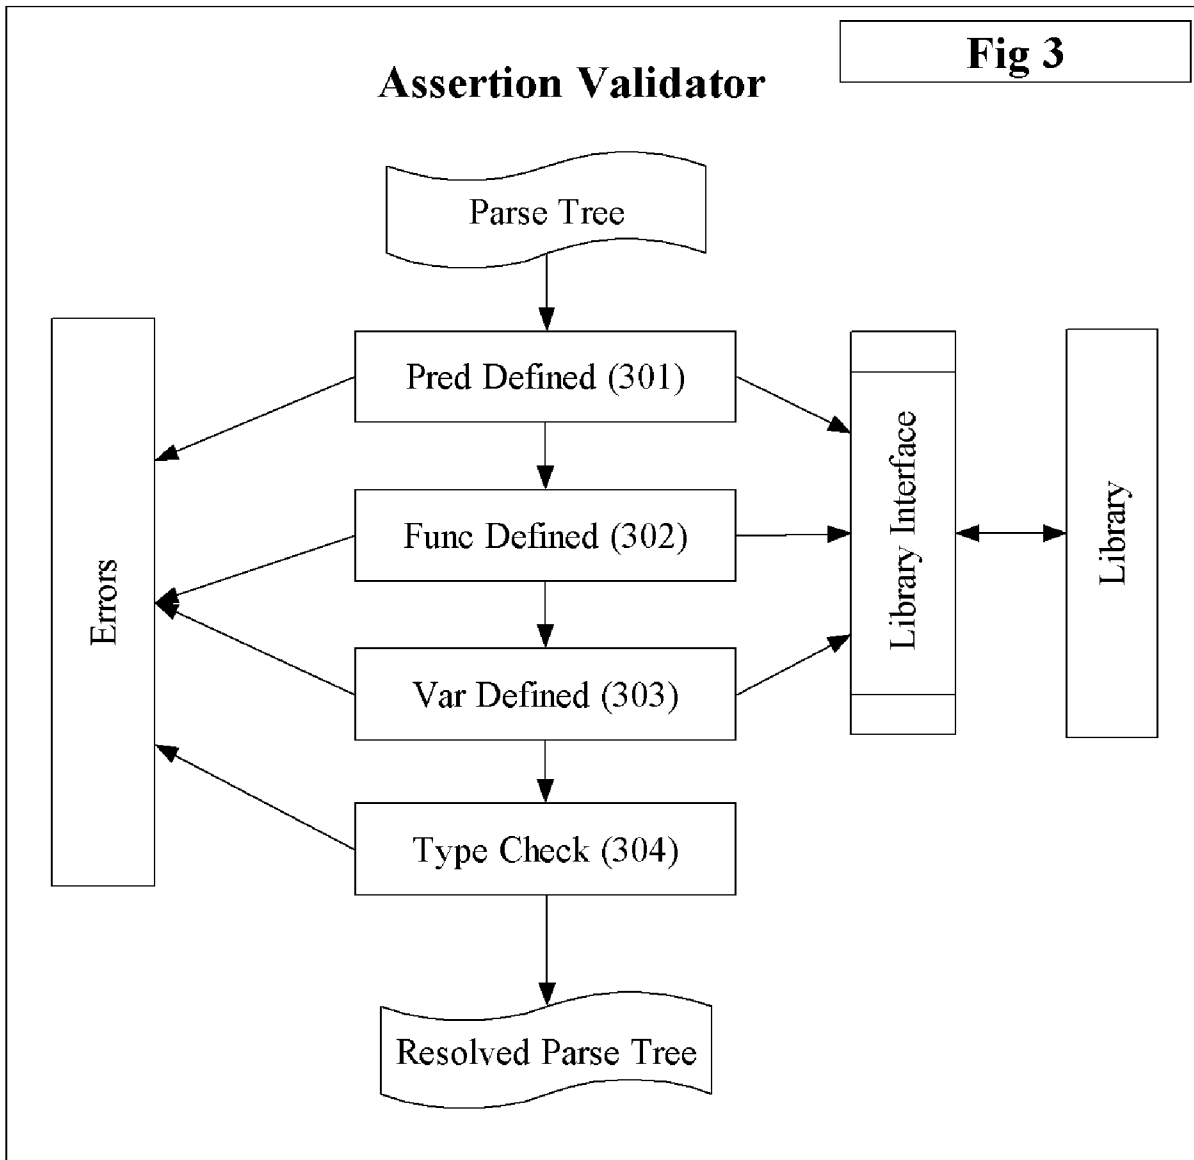 Fig 3
Assertion Validator
Parse Tree
Pred Defined (301)
Func Defined (302)
Var Defined (303)
Type Check (304)
Errors
Library Interface
Library
Resolved Parse Tree